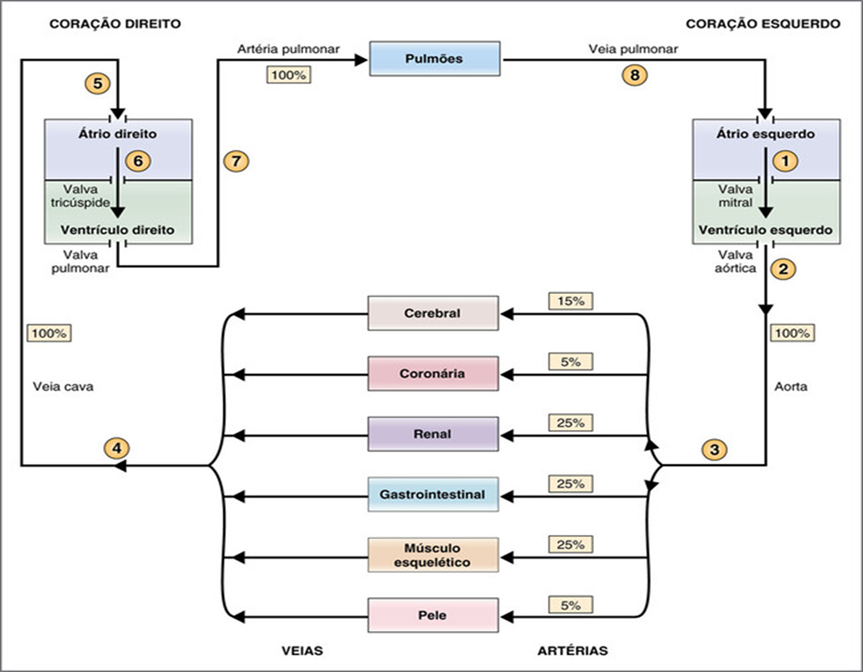 CORAÇÃO DIREITO
CORAÇÃO ESQUERDO
Artéria pulmonar
100%
Pulmões
Veia pulmonar
8
5
Átrio direito
6
7
Valva
tricúspide
Ventrículo direito
Valva
pulmonar
Átrio esquerdo
1
Valva
mitral
Ventrículo esquerdo
Valva
aórtica
2
100%
Aorta
3
15%
Cerebral
5%
Coronária
25%
Renal
25%
Gastrointestinal
25%
Músculo
esquelético
5%
Pele
100%
Veia cava
4
VEIAS
ARTÉRIAS